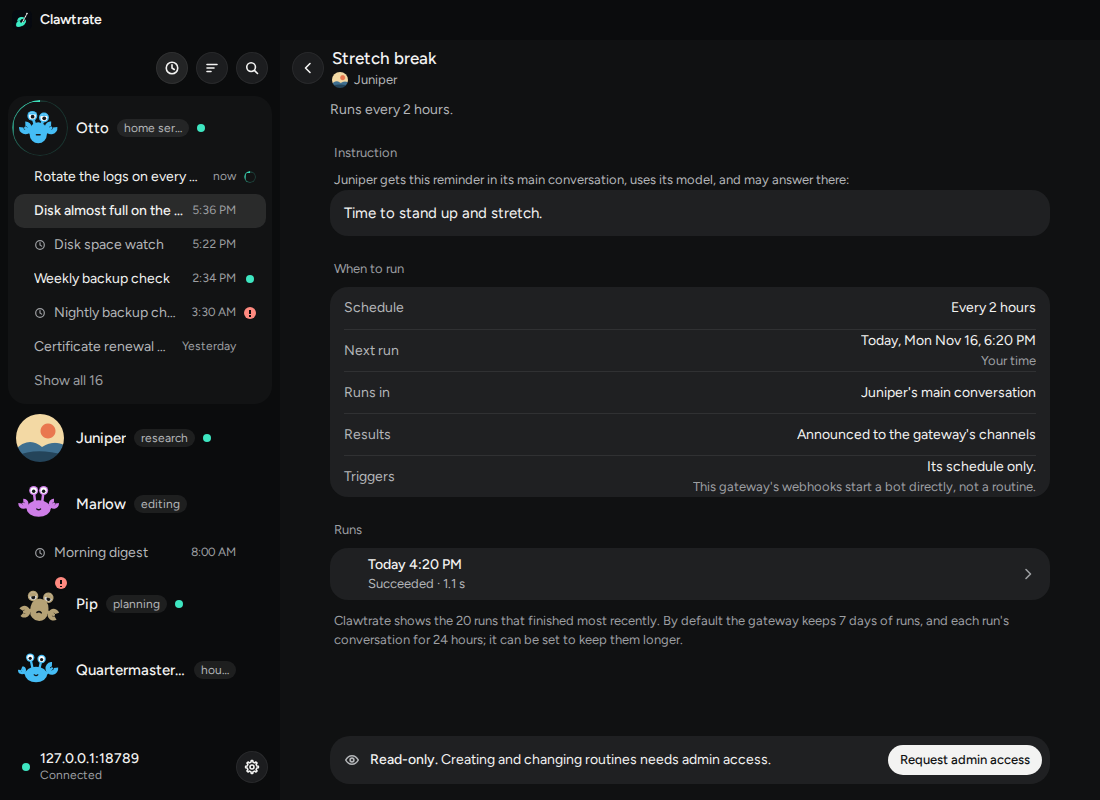 Clawtrate
Otto
home ser...
Rotate the logs on every ...
now
Disk almost full on the ...
5:36 PM
Disk space watch
5:22 PM
Weekly backup check
2:34 PM
Nightly backup ch...
3:30 AM
Certificate renewal ...
Yesterday
Show all 16
Juniper
research
Marlow
editing
Morning digest
8:00 AM
Pip
planning
Quartermaster...
hou...
127.0.0.1:18789
Connected
Stretch break
Juniper
Runs every 2 hours.
Instruction
Juniper gets this reminder in its main conversation, uses its model, and may answer there:
Time to stand up and stretch.
When to run
Schedule
Every 2 hours
Next run
Today, Mon Nov 16, 6:20 PM
Your time
Runs in
Juniper's main conversation
Results
Announced to the gateway's channels
Triggers
Its schedule only.
This gateway's webhooks start a bot directly, not a routine.
Runs
Today 4:20 PM
Succeeded · 1.1 s
Clawtrate shows the 20 runs that finished most recently. By default the gateway keeps 7 days of runs, and each run's
conversation for 24 hours; it can be set to keep them longer.
Read-only. Creating and changing routines needs admin access.
Request admin access